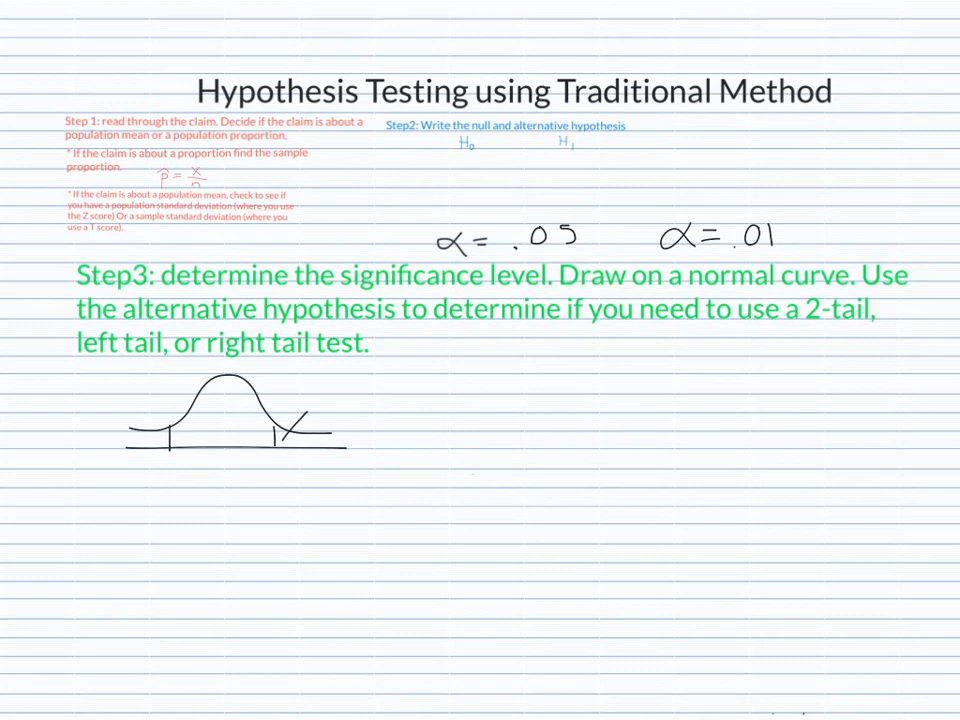 Hypothesis Testing using Traditional Method
Step 1: read through the claim. Decide if the claim is about a
population mean or a population proportion.
* If the claim is about a proportion find the sample
proportion.
p̂ = x/n
* If the claim is about a population mean, check to see if
you have a population standard deviation (where you use
the Z score) Or a sample standard deviation (where you
use a T score).
Step2: Write the null and alternative hypothesis
H₀ H₁
α = .05 α = .01
Step3: determine the significance level. Draw on a normal curve. Use
the alternative hypothesis to determine if you need to use a 2-tail,
left tail, or right tail test.